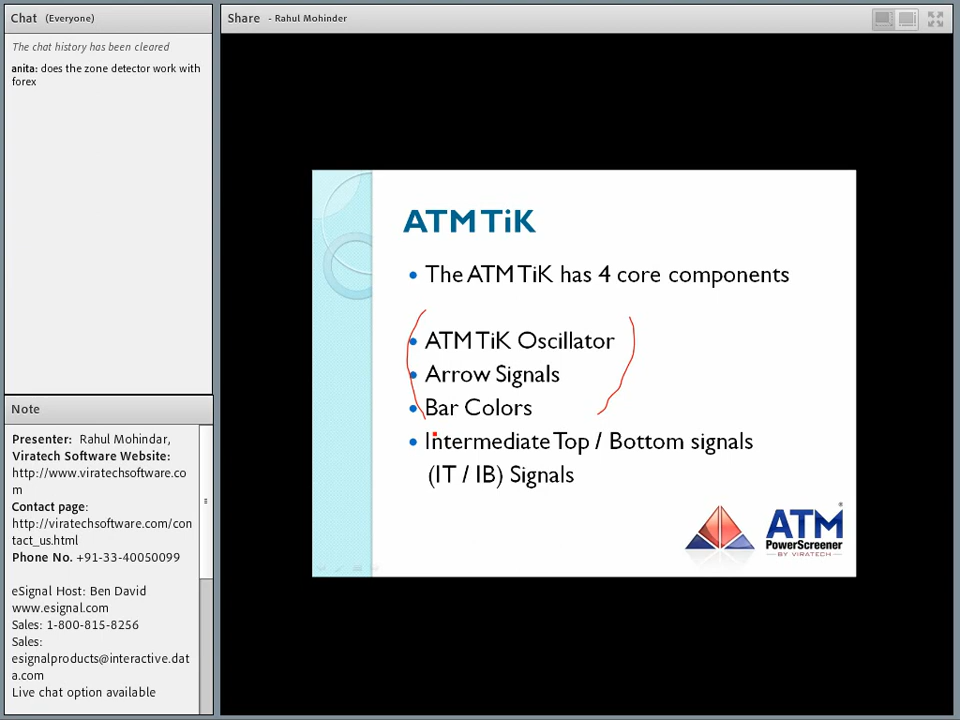 Chat (Everyone)
The chat history has been cleared
anita: does the zone detector work with
forex
Note
Presenter: Rahul Mohindar,
Viratech Software Website:
http://www.viratechsoftware.co
m
Contact page:
http://viratechsoftware.com/con
tact_us.html
Phone No. +91-33-40050099
eSignal Host: Ben David
www.esignal.com
Sales: 1-800-815-8256
Sales:
esignalproducts@interactive.dat
a.com
Live chat option available
Share - Rahul Mohinder
ATM TiK
• The ATM TiK has 4 core components
• ATM TiK Oscillator
• Arrow Signals
• Bar Colors
• Intermediate Top / Bottom signals
(IT / IB) Signals
ATM
PowerScreener
BY VIRATECH